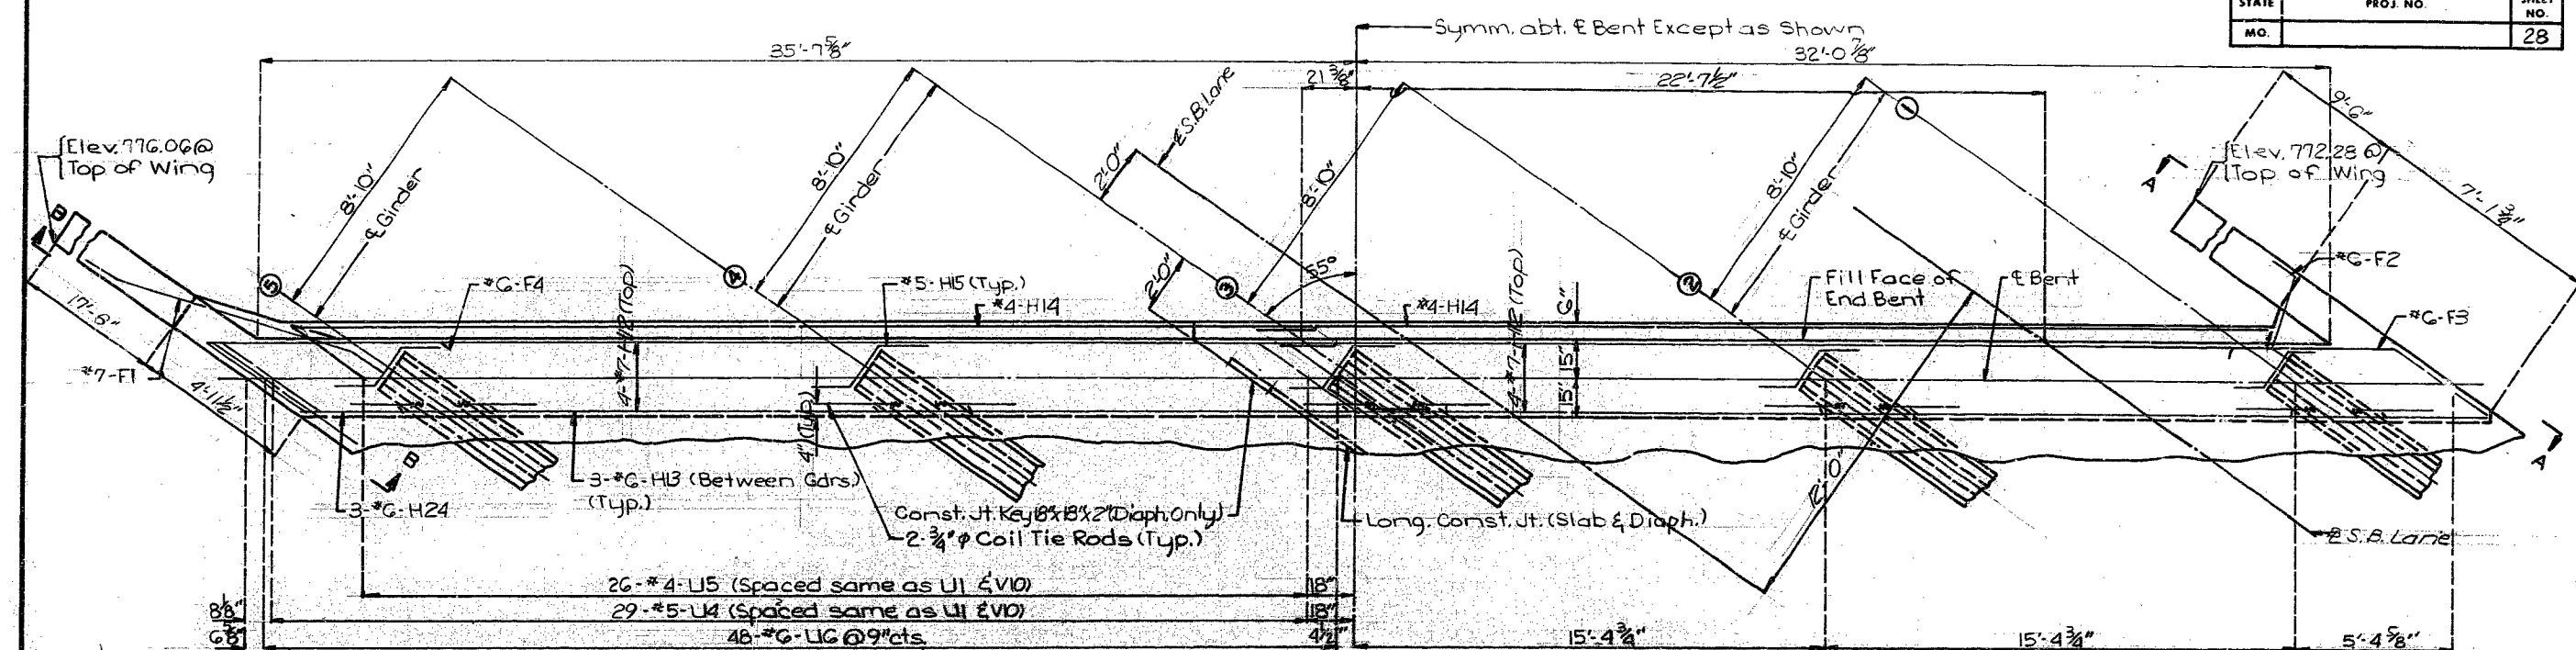 STATE
PROJ. NO.
SHEET NO.
MO.
28
Symm. abt. ℄ Bent Except as Shown
35'-7⅝"
32'-0⅞"
21⅜"
22'-7½"
℄ S.B. Lane
9'-6"
7'-1¾"
①
[Elev. 776.06@
Top of Wing
[Elev. 772.28@
Top of Wing
A
B
8'-10"
℄ Girder
8'-10"
℄ Girder
2'-0"
8'-10"
8'-10"
℄ Girder
2'-0"
55°
⑤
④
③
②
#6-F4
#5-H15 (Typ.)
#4-H14
#4-H14
4-#7-H12 (Top)
4-#7-H12 (Top)
Fill Face of
End Bent
℄ Bent
#6-F2
#6-F3
6"
15"
15"
17'-8"
#7-F1
4'-11½"
4" (Typ.)
B
A
3-#6-H24
3-#6-H13 (Between Gdrs.)
(Typ.)
Const. Jt. Key 18"x18"x2" (Diaph. Only)
2-¾"φ Coil Tie Rods (Typ.)
Long. Const. Jt. (Slab & Diaph.)
℄ S.B. Lane
26-#4-U5 (Spaced same as U1 & V10)
18"
29-#5-U4 (Spaced same as U1 & V10)
18"
8⅛"
6⅝"
48-#6-U6 @ 9" cts.
4½"
15'-4¾"
15'-4¾"
5'-4⅝"